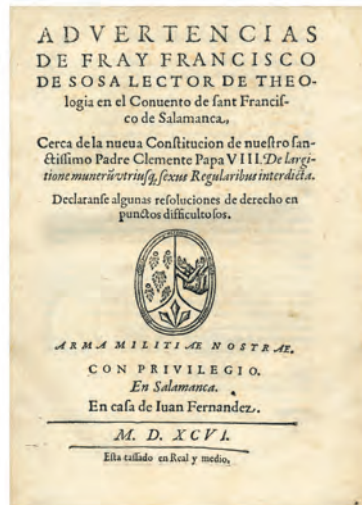 ADVERTENCIAS
DE FRAY FRANCISCO
DE SOSA LECTOR DE THEO-
logia en el Conuento de ſant Franciſ-
co de Salamanca,
Cerca de la nueua Conſtitucion de nueſtro ſan-
ctiſsimo Padre Clemente Papa VIII. De largi-
tione munerū vtriuſq, ſexus Regularibus interdicta.
Declaranſe algunas reſoluciones de derecho en
punctos difficultoſos.
ARMA MILITIÆ NOSTRÆ.
CON PRIVILEGIO.
En Salamanca.
En caſa de Iuan Fernandez.
M. D. XCVI.
Eſta taſſado en Real y medio.